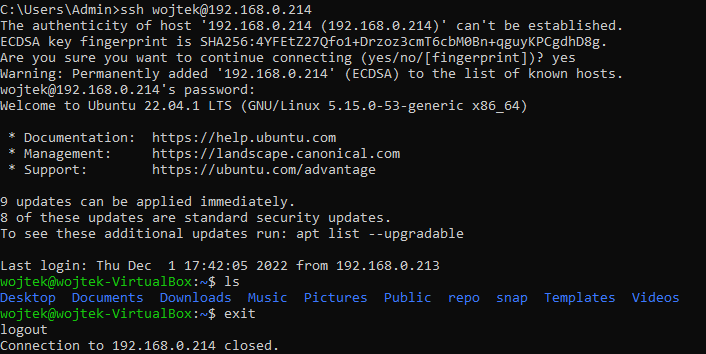 C:\Users\Admin>ssh wojtek@192.168.0.214
The authenticity of host '192.168.0.214 (192.168.0.214)' can't be established.
ECDSA key fingerprint is SHA256:4YFEtZ27Qfo1+Drzoz3cmT6cbM0Bn+qguyKPCgdhD8g.
Are you sure you want to continue connecting (yes/no/[fingerprint])? yes
Warning: Permanently added '192.168.0.214' (ECDSA) to the list of known hosts.
wojtek@192.168.0.214's password:
Welcome to Ubuntu 22.04.1 LTS (GNU/Linux 5.15.0-53-generic x86_64)

 * Documentation:  https://help.ubuntu.com
 * Management:     https://landscape.canonical.com
 * Support:        https://ubuntu.com/advantage

9 updates can be applied immediately.
8 of these updates are standard security updates.
To see these additional updates run: apt list --upgradable

Last login: Thu Dec  1 17:42:05 2022 from 192.168.0.213
wojtek@wojtek-VirtualBox:~$ ls
Desktop  Documents  Downloads  Music  Pictures  Public  repo  snap  Templates  Videos
wojtek@wojtek-VirtualBox:~$ exit
logout
Connection to 192.168.0.214 closed.